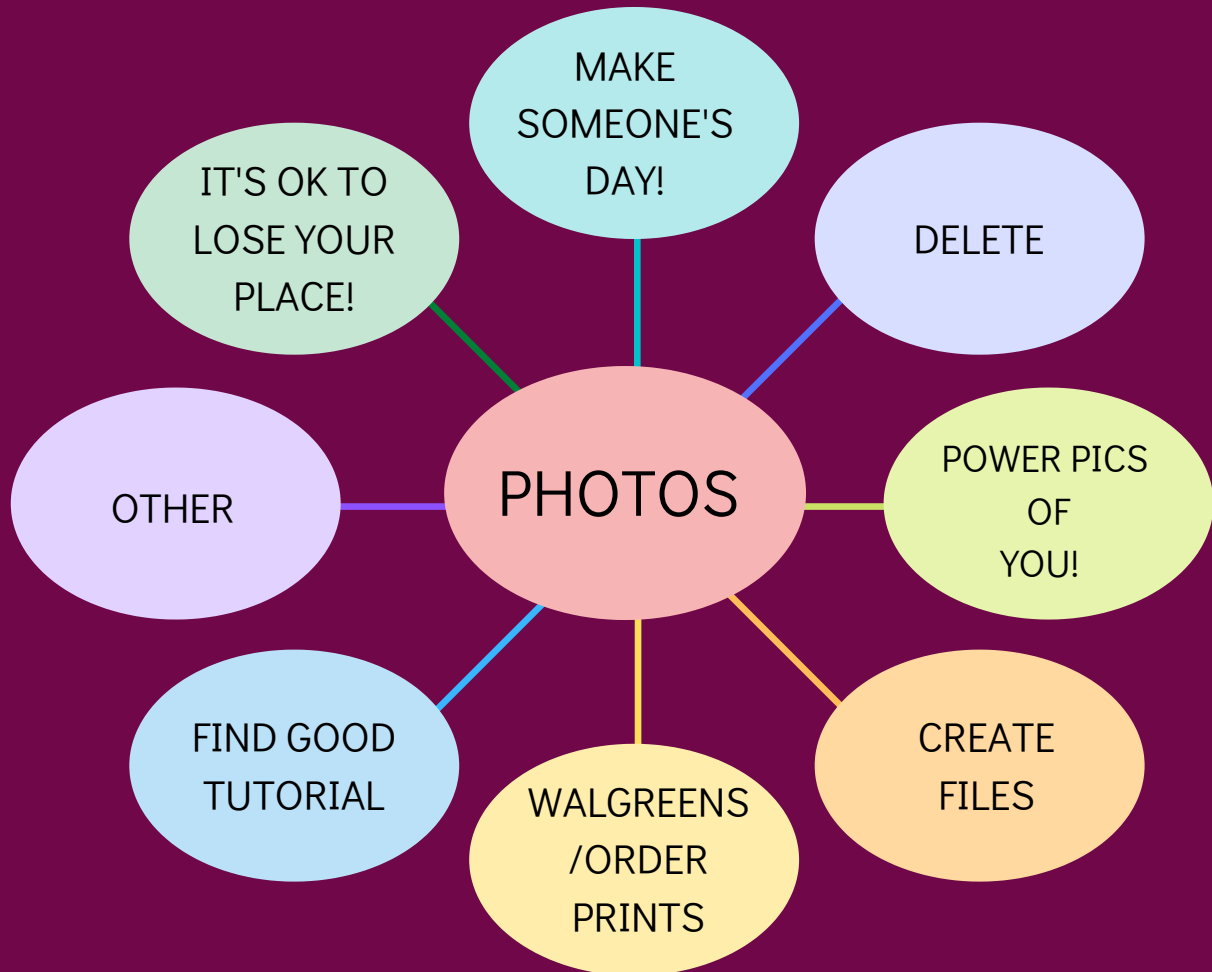 MAKE
SOMEONE'S
DAY!
IT'S OK TO
LOSE YOUR
PLACE!
DELETE
OTHER
PHOTOS
POWER PICS
OF
YOU!
FIND GOOD
TUTORIAL
WALGREENS
/ORDER
PRINTS
CREATE
FILES